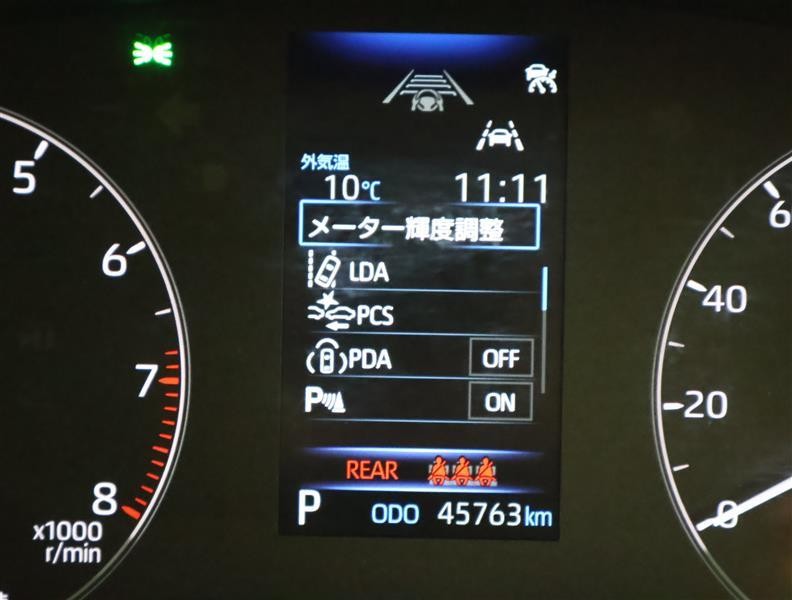 外気温
10℃ 11:11
メーター輝度調整
LDA
PCS
PDA OFF
P ON
REAR
P ODO 45763km
5
6
7
8
x1000
r/min
6
40
20
0